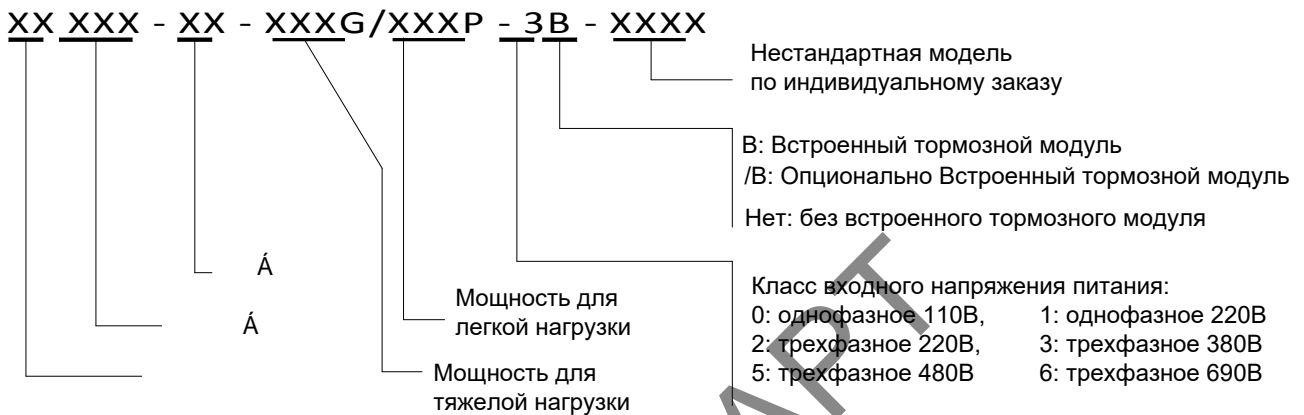 XX XXX - XX - XXXG/XXXP - 3B - XXXX
Нестандартная модель
по индивидуальному заказу
В: Встроенный тормозной модуль
/В: Опционально Встроенный тормозной модуль
Нет: без встроенного тормозного модуля
Á
Á
Мощность для
легкой нагрузки
Мощность для
тяжелой нагрузки
Класс входного напряжения питания:
0: однофазное 110В, 1: однофазное 220В
2: трехфазное 220В, 3: трехфазное 380В
5: трехфазное 480В 6: трехфазное 690В
АРТ